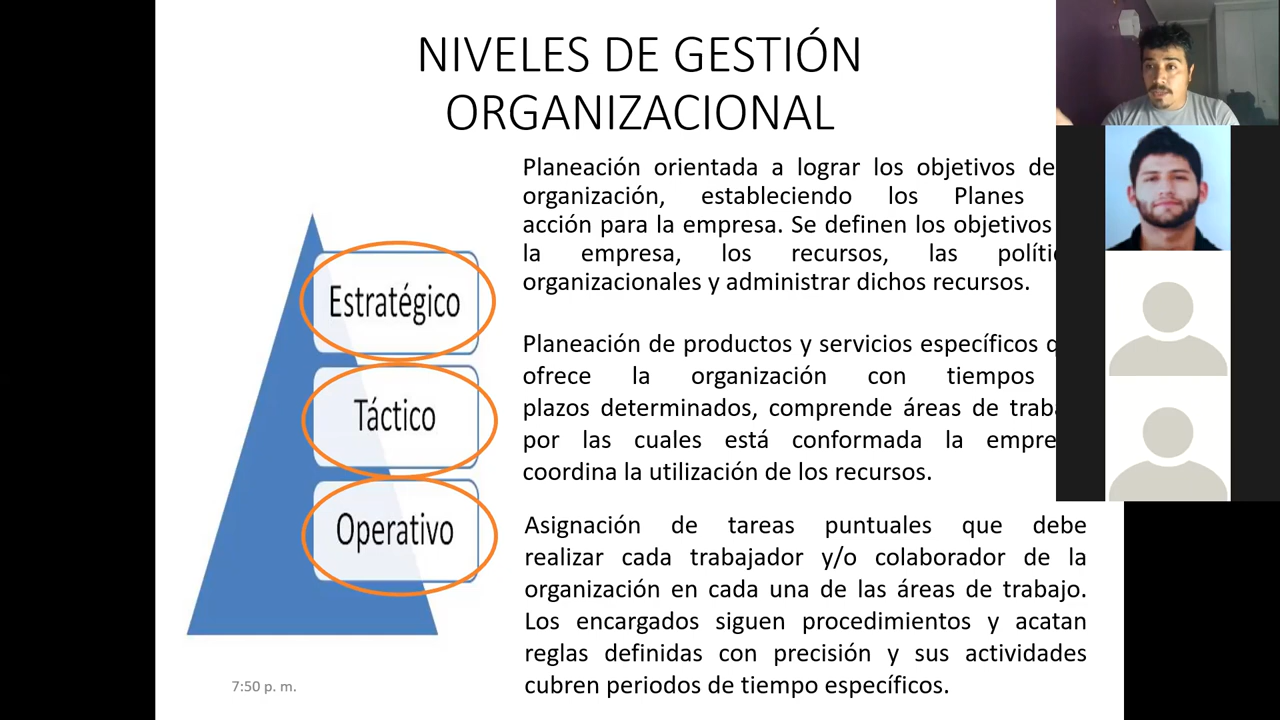 NIVELES DE GESTIÓN
ORGANIZACIONAL
Planeación orientada a lograr los objetivos de
organización, estableciendo los Planes
acción para la empresa. Se definen los objetivos
la empresa, los recursos, las
organizacionales y administrar dichos recursos.
Estratégico
Planeación de productos y servicios específicos
ofrece la organización con tiempos
plazos determinados, comprende áreas de
por las cuales está conformada la
coordina la utilización de los recursos.
Táctico
Asignación de tareas puntuales que debe
realizar cada trabajador y/o colaborador de la
organización en cada una de las áreas de trabajo.
Los encargados siguen procedimientos y acatan
reglas definidas con precisión y sus actividades
cubren periodos de tiempo específicos.
Operativo
7:50 p. m.